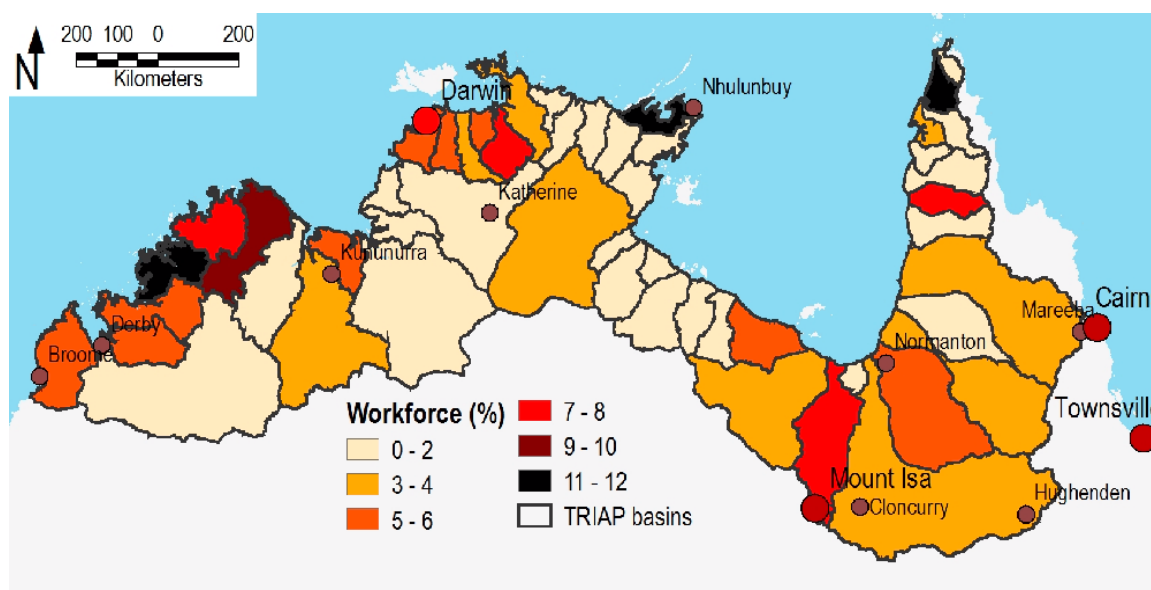 200 100 0 200
Kilometers
N
Darwin
Nhulunbuy
Katherine
Kununurra
Derby
Broome
Mareeba
Cairn
Normanton
Townsville
Mount Isa
Cloncurry
Hughenden
Workforce (%)
0 - 2
3 - 4
5 - 6
7 - 8
9 - 10
11 - 12
TRIAP basins